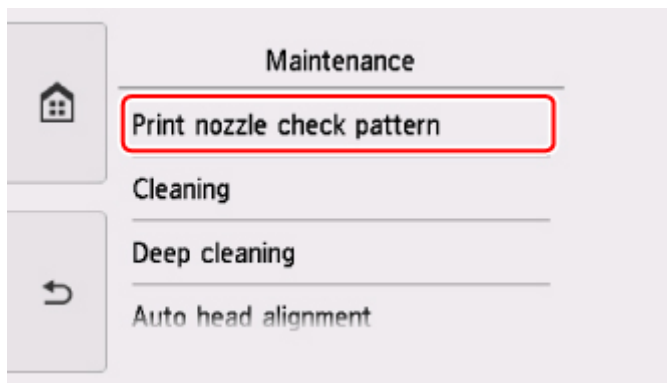 Maintenance
Print nozzle check pattern
Cleaning
Deep cleaning
Auto head alignment